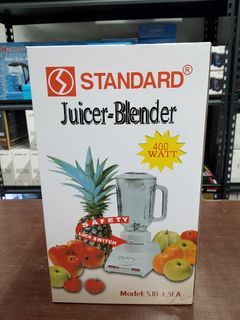 STANDARD®
Juicer-Blender
400
WATT
SAFETY
LOCK SWITCH
Model: SJB-1.5LA